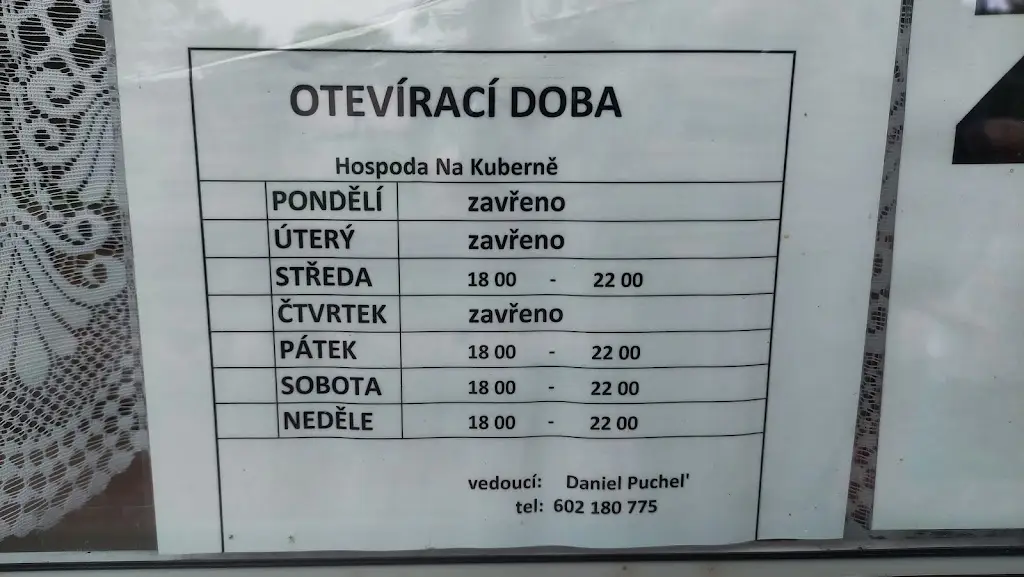 OTEVÍRACÍ DOBA
Hospoda Na Kuberně
PONDĚLÍ zavřeno
ÚTERÝ zavřeno
STŘEDA 18 00 - 22 00
ČTVRTEK zavřeno
PÁTEK 18 00 - 22 00
SOBOTA 18 00 - 22 00
NEDĚLE 18 00 - 22 00
vedoucí: Daniel Puchel'
tel: 602 180 775